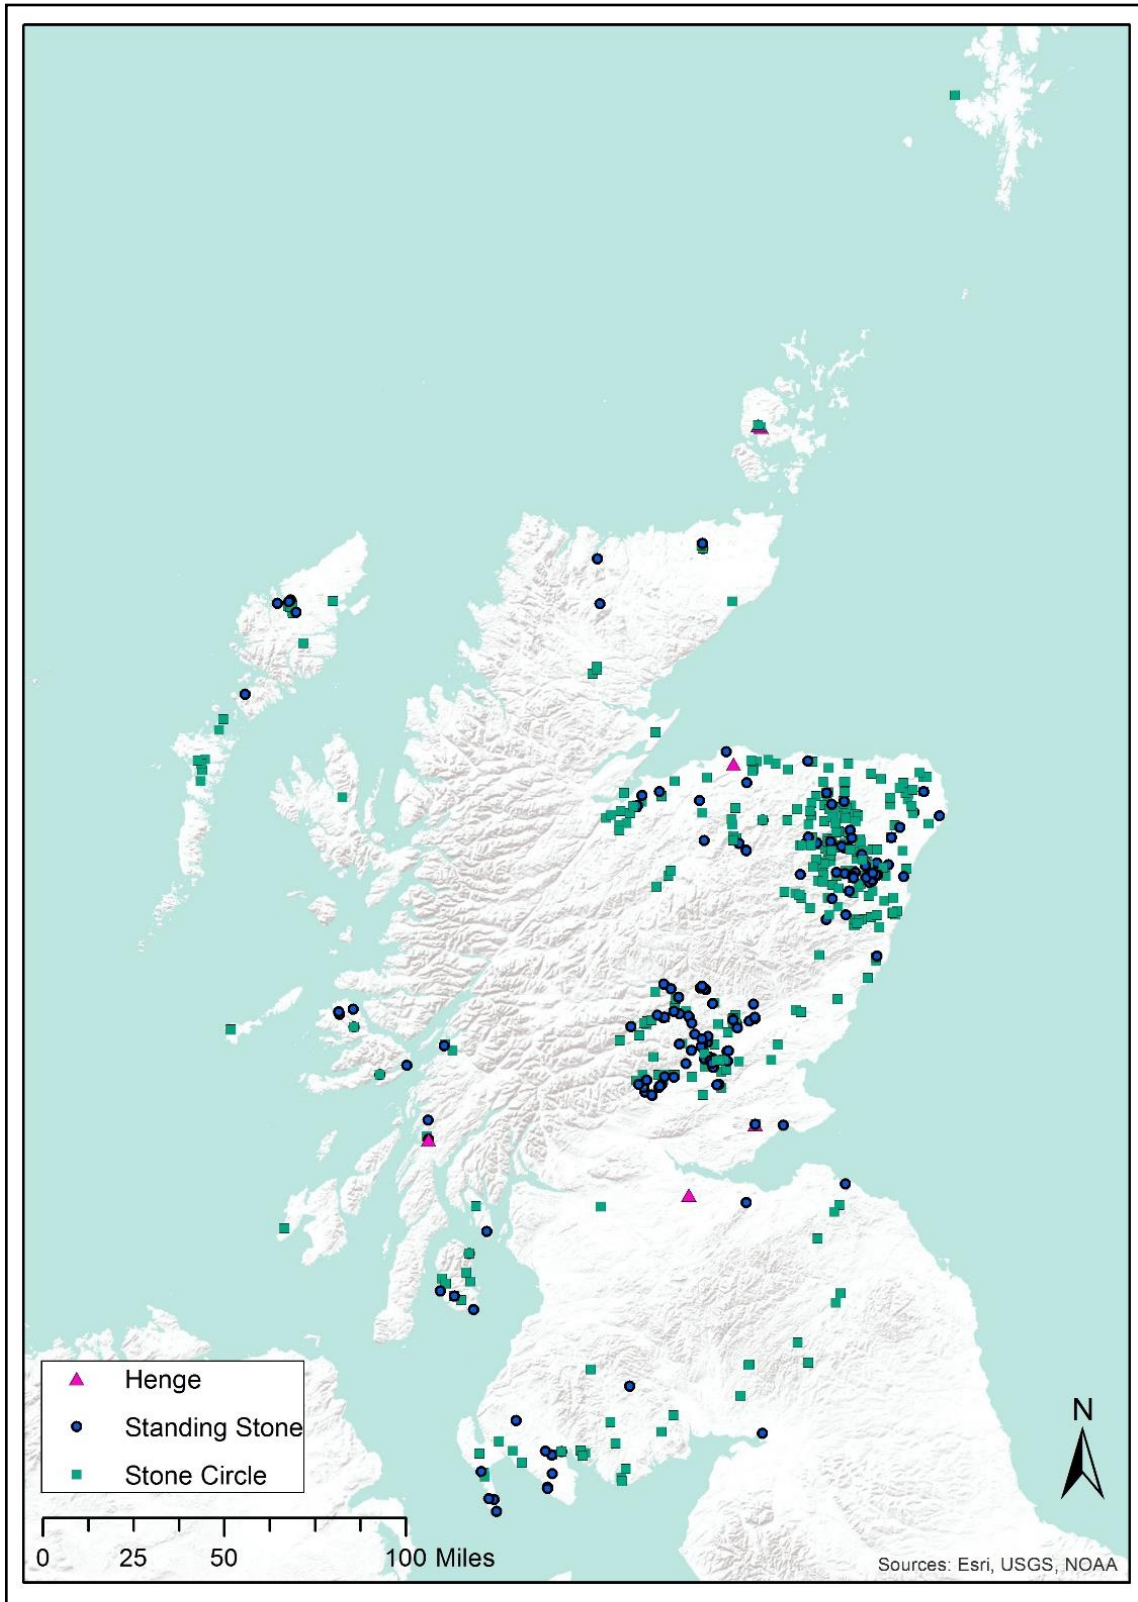 Henge
Standing Stone
Stone Circle
N
0 25 50 100 Miles
Sources: Esri, USGS, NOAA